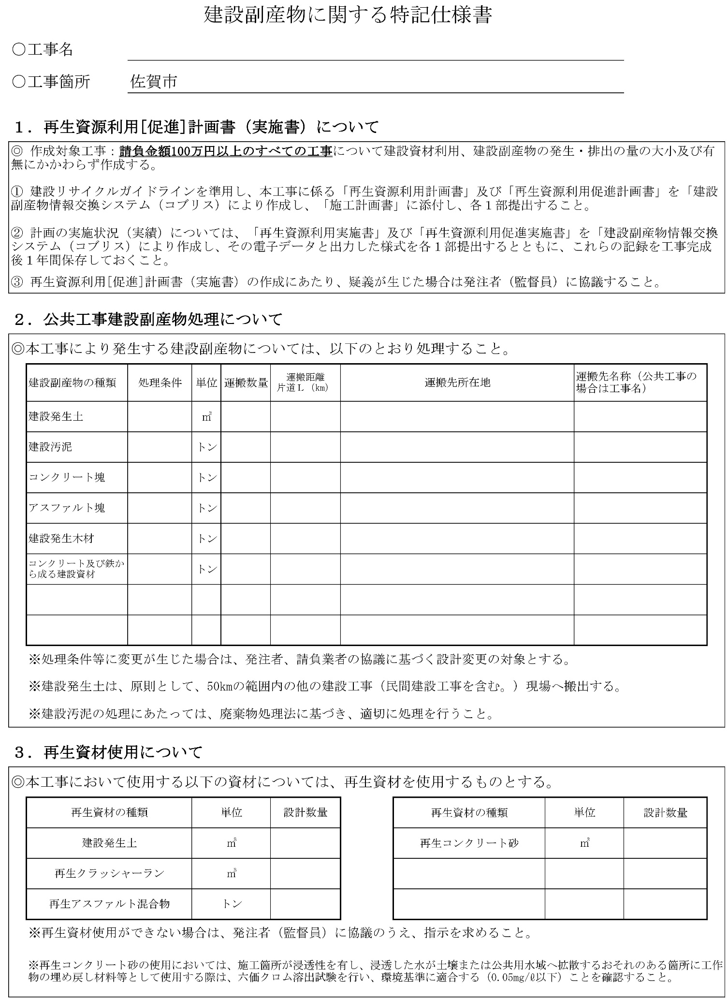 建設副産物に関する特記仕様書
○工事名
○工事箇所 佐賀市
１．再生資源利用[促進]計画書（実施書）について
◎ 作成対象工事：請負金額100万円以上のすべての工事について建設資材利用、建設副産物の発生・排出の量の大小及び有
無にかかわらず作成する。
① 建設リサイクルガイドラインを準用し、本工事に係る「再生資源利用計画書」及び「再生資源利用促進計画書」を「建設
副産物情報交換システム（コブリス）により作成し、「施工計画書」に添付し、各１部提出すること。
② 計画の実施状況（実績）については、「再生資源利用実施書」及び「再生資源利用促進実施書」を「建設副産物情報交換
システム（コブリス）により作成し、その電子データと出力した様式を各１部提出するとともに、これらの記録を工事完成
後１年間保存しておくこと。
③ 再生資源利用[促進]計画書（実施書）の作成にあたり、疑義が生じた場合は発注者（監督員）に協議すること。
２．公共工事建設副産物処理について
◎本工事により発生する建設副産物については、以下のとおり処理すること。
建設副産物の種類 処理条件 単位 運搬数量 運搬距離 片道Ｌ（㎞） 運搬先所在地 運搬先名称（公共工事の場合は工事名）
建設発生土 ㎥
建設汚泥 トン
コンクリート塊 トン
アスファルト塊 トン
建設発生木材 トン
コンクリート及び鉄か
ら成る建設資材 トン
※処理条件等に変更が生じた場合は、発注者、請負業者の協議に基づく設計変更の対象とする。
※建設発生土は、原則として、50㎞の範囲内の他の建設工事（民間建設工事を含む。）現場へ搬出する。
※建設汚泥の処理にあたっては、廃棄物処理法に基づき、適切に処理を行うこと。
３．再生資材使用について
◎本工事において使用する以下の資材については、再生資材を使用するものとする。
再生資材の種類 単位 設計数量 再生資材の種類 単位 設計数量
建設発生土 ㎥ 再生コンクリート砂 ㎥
再生クラッシャーラン ㎥
再生アスファルト混合物 トン
※再生資材使用ができない場合は、発注者（監督員）に協議のうえ、指示を求めること。
※再生コンクリート砂の使用においては、施工箇所が浸透性を有し、浸透した水が土壌または公共用水域へ拡散するおそれのある箇所に工作
物の埋め戻し材料等として使用する際は、六価クロム溶出試験を行い、環境基準に適合する（0.05mg/ℓ以下）ことを確認すること。